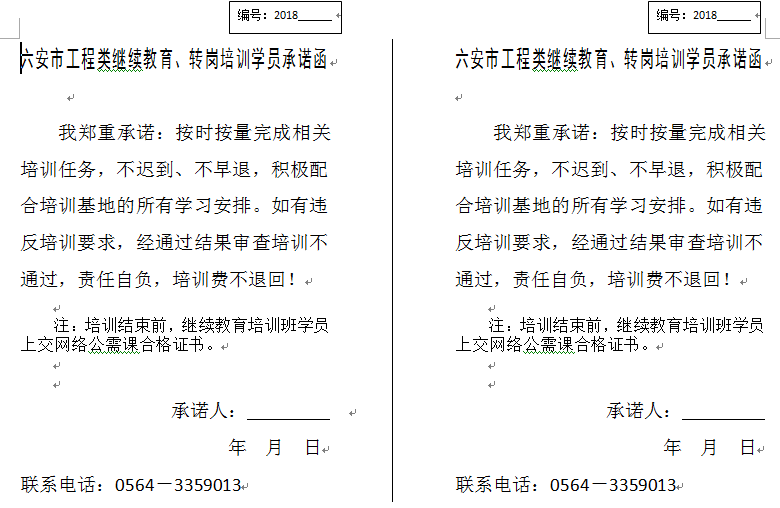 编号：2018______
六安市工程类继续教育、转岗培训学员承诺函
我郑重承诺：按时按量完成相关
培训任务，不迟到、不早退，积极配
合培训基地的所有学习安排。如有违
反培训要求，经通过结果审查培训不
通过，责任自负，培训费不退回！
注：培训结束前，继续教育培训班学员
上交网络公需课合格证书。
承诺人：_________
年 月 日
联系电话：0564－3359013
编号：2018______
六安市工程类继续教育、转岗培训学员承诺函
我郑重承诺：按时按量完成相关
培训任务，不迟到、不早退，积极配
合培训基地的所有学习安排。如有违
反培训要求，经通过结果审查培训不
通过，责任自负，培训费不退回！
注：培训结束前，继续教育培训班学员
上交网络公需课合格证书。
承诺人：_________
年 月 日
联系电话：0564－3359013